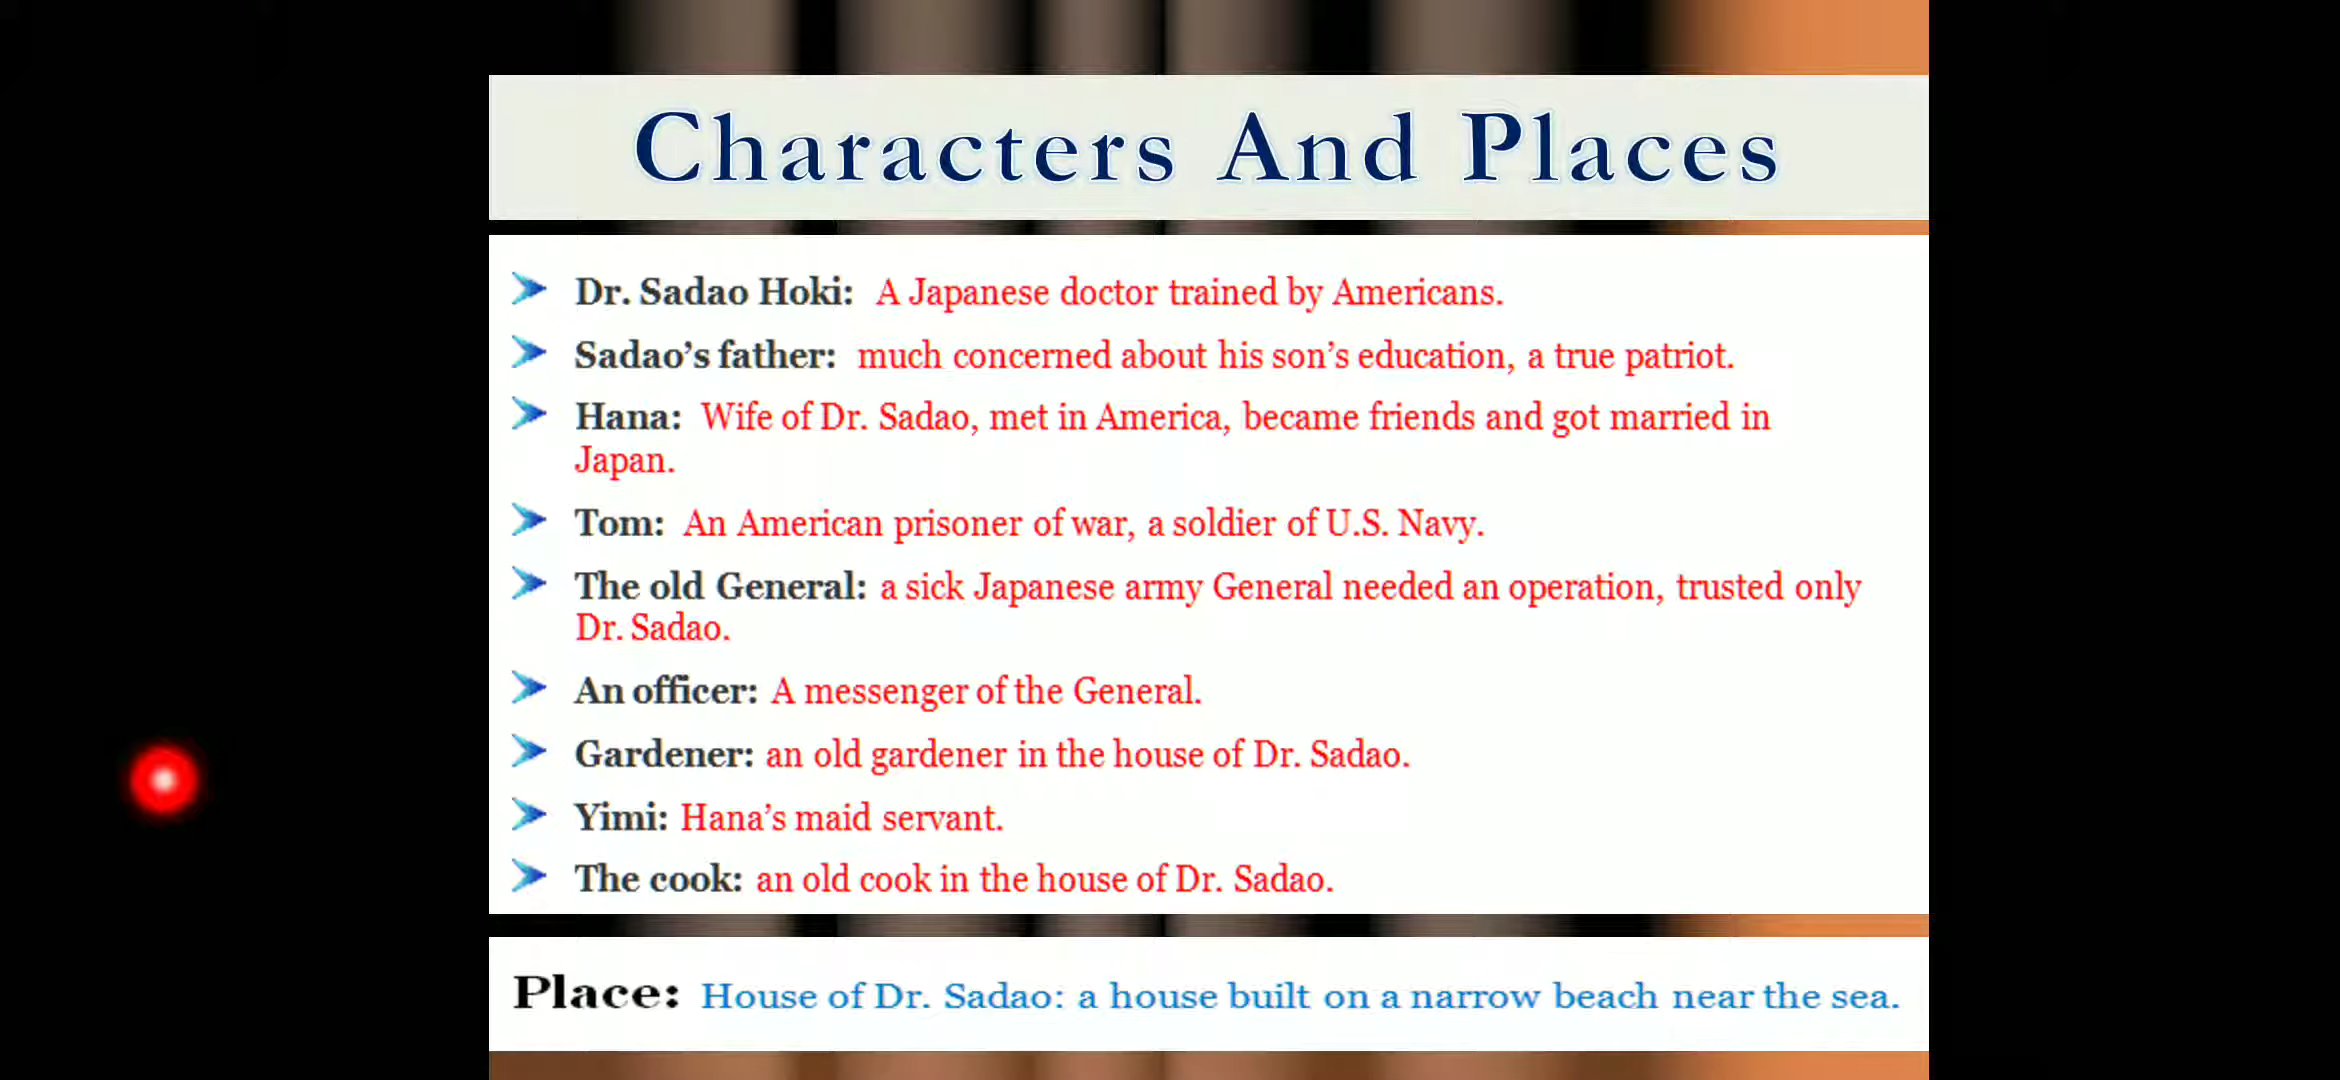 Characters And Places
Dr. Sadao Hoki: A Japanese doctor trained by Americans.
Sadao’s father: much concerned about his son’s education, a true patriot.
Hana: Wife of Dr. Sadao, met in America, became friends and got married in
Japan.
Tom: An American prisoner of war, a soldier of U.S. Navy.
The old General: a sick Japanese army General needed an operation, trusted only
Dr. Sadao.
An officer: A messenger of the General.
Gardener: an old gardener in the house of Dr. Sadao.
Yimi: Hana’s maid servant.
The cook: an old cook in the house of Dr. Sadao.
Place: House of Dr. Sadao: a house built on a narrow beach near the sea.